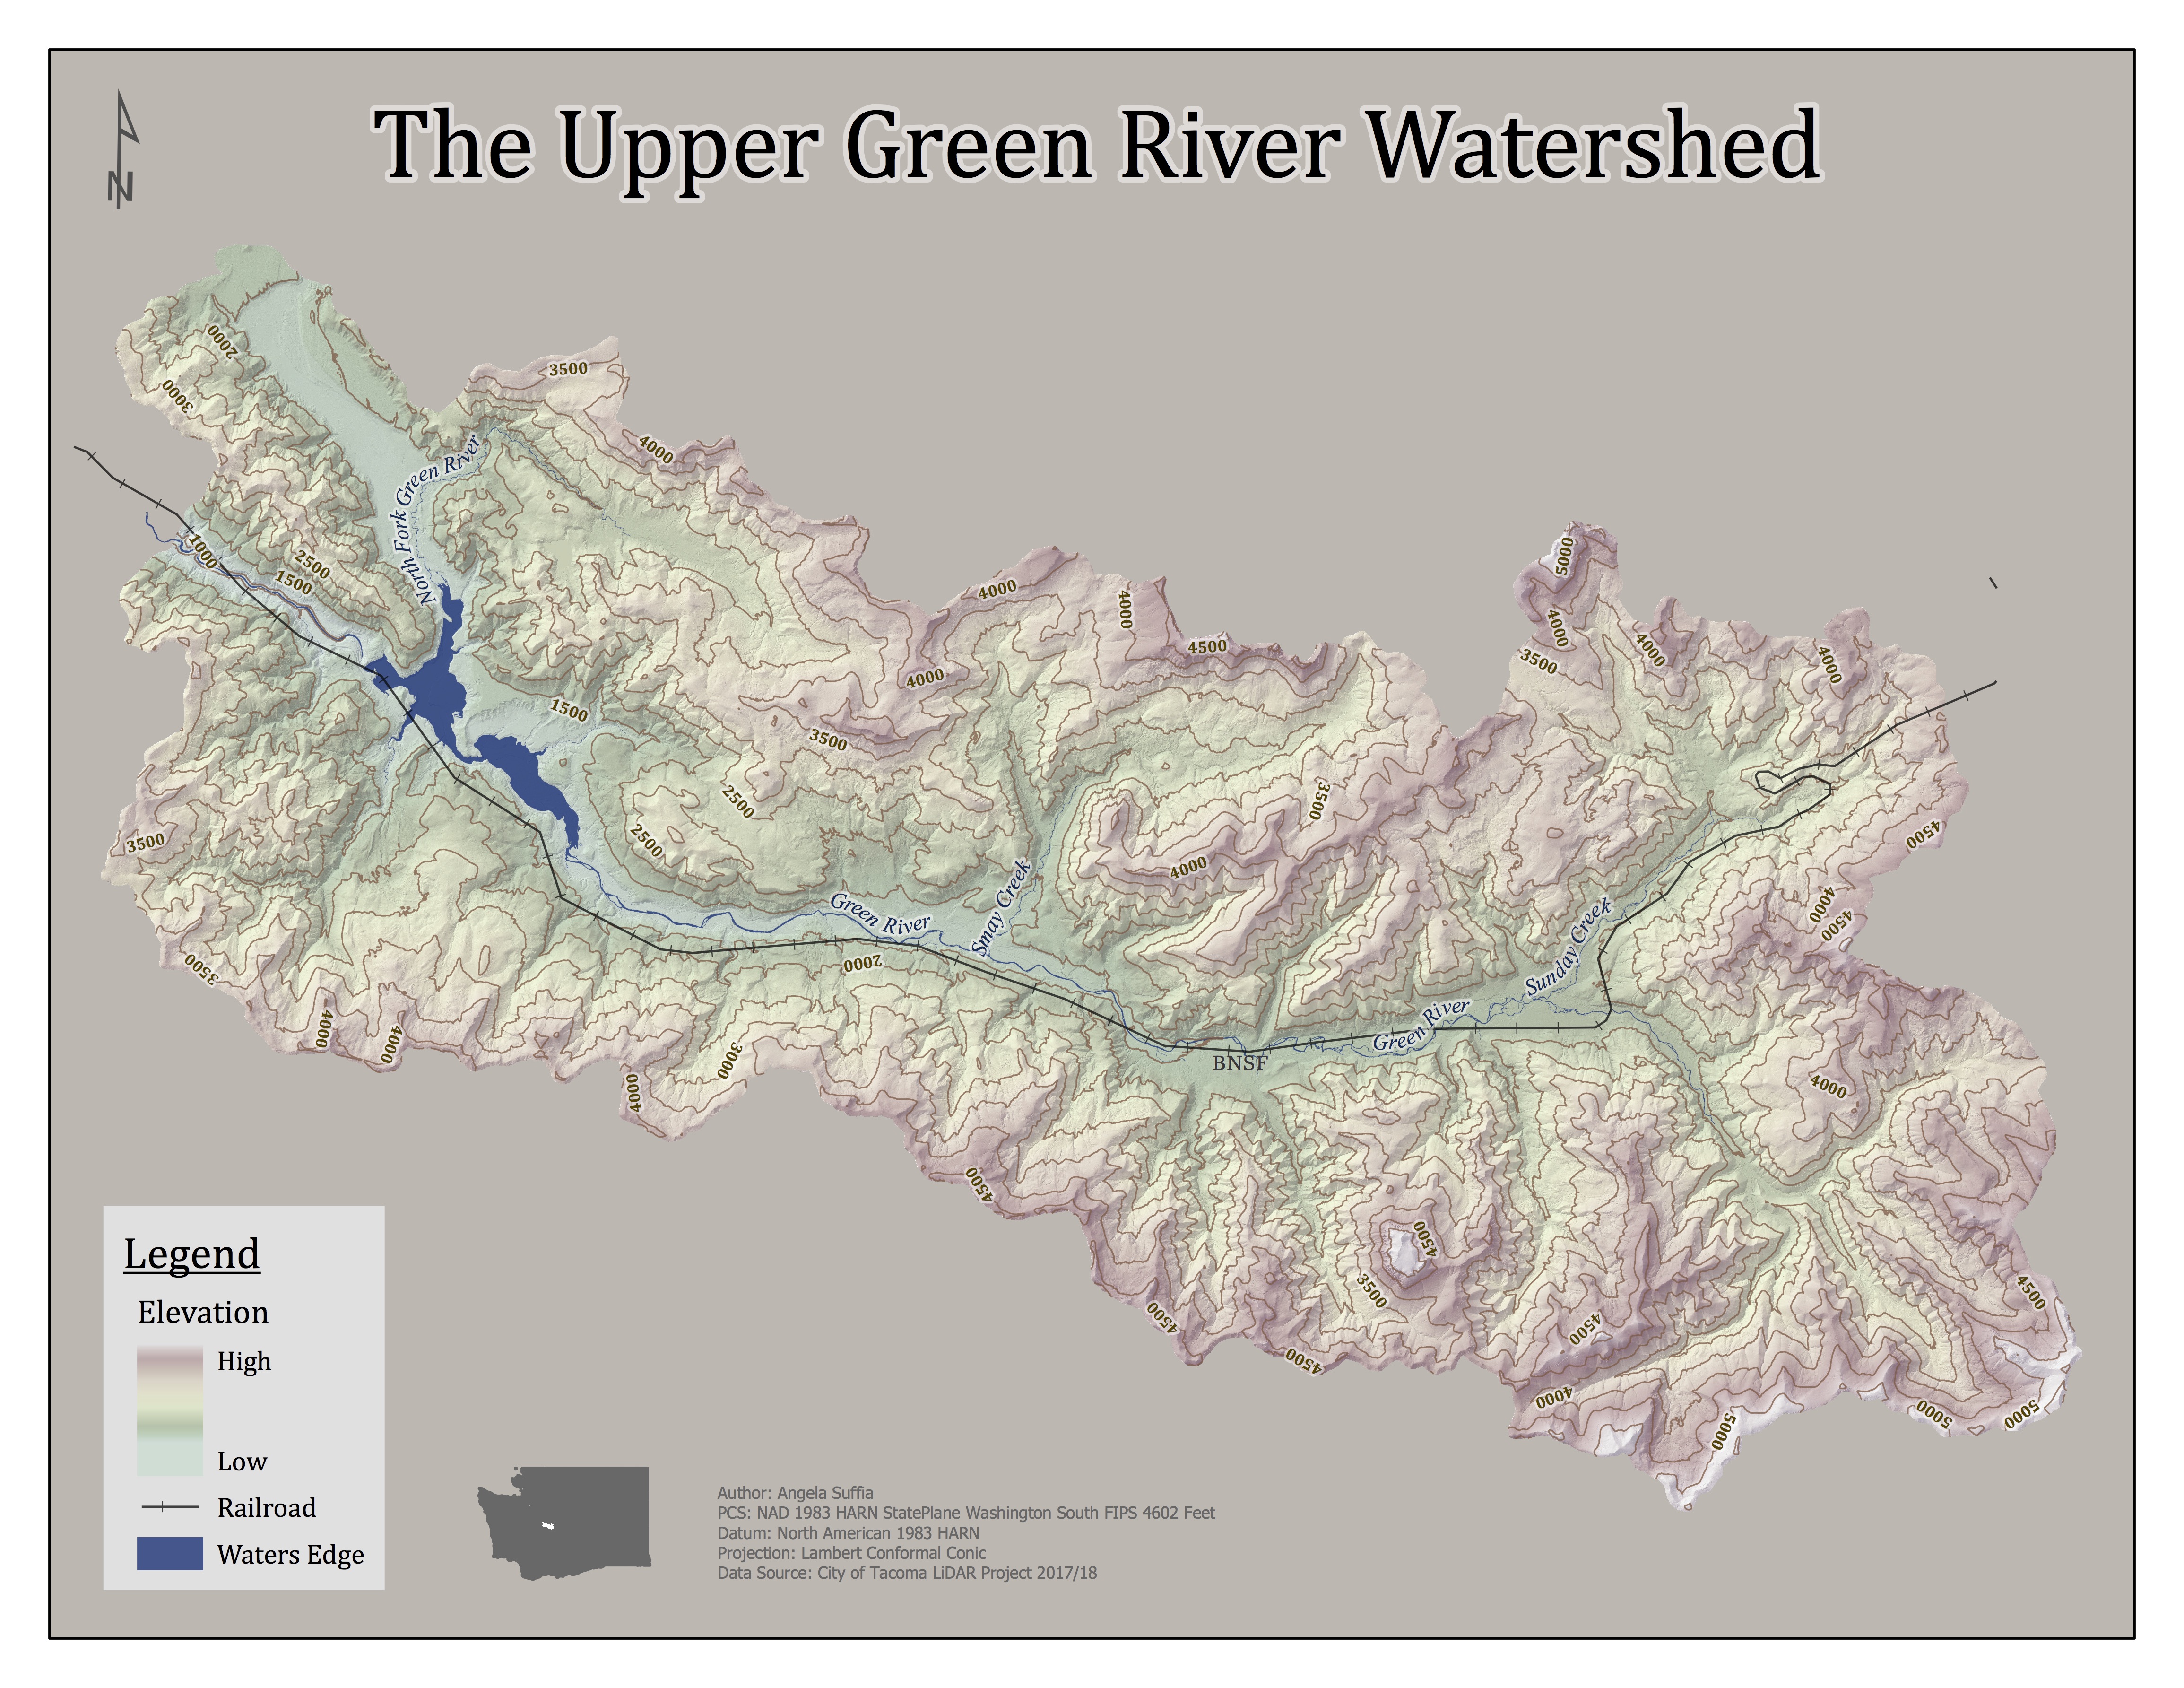 The Upper Green River Watershed
N
3500
2000
3000
4000
North Fork Green River
5000
1000
2500
1500
4000
4000
4000
4000
4500
3500
4000
4000
1500
3500
2500
3500
2500
3500
4500
4000
Smay Creek
Green River
4000
4500
Sunday Creek
2000
3500
Green River
4000
4000
3000
BNSF
4000
4000
4500
4500
3500
4500
4500
4500
4500
4000
5000
5000
5000
Legend
Elevation
High
Low
Railroad
Waters Edge
Author: Angela Suffia
PCS: NAD 1983 HARN StatePlane Washington South FIPS 4602 Feet
Datum: North American 1983 HARN
Projection: Lambert Conformal Conic
Data Source: City of Tacoma LiDAR Project 2017/18